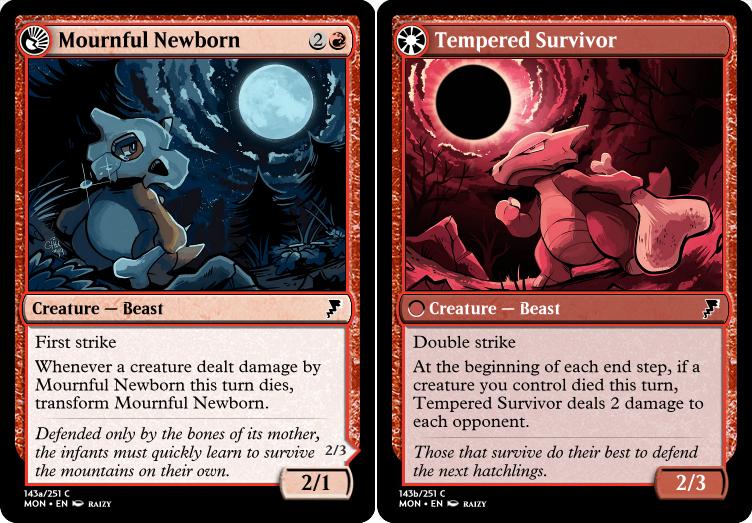 Mournful Newborn 2
First strike
Creature — Beast
Whenever a creature dealt damage by
Mournful Newborn this turn dies,
transform Mournful Newborn.
Defended only by the bones of its mother,
the infants must quickly learn to survive
the mountains on their own.
2/3
2/1
143a/251 C
MON • EN RAIZY
Tempered Survivor
Creature — Beast
Double strike
At the beginning of each end step, if a
creature you control died this turn,
Tempered Survivor deals 2 damage to
each opponent.
Those that survive do their best to defend
the next hatchlings.
2/3
143b/251 C
MON • EN RAIZY